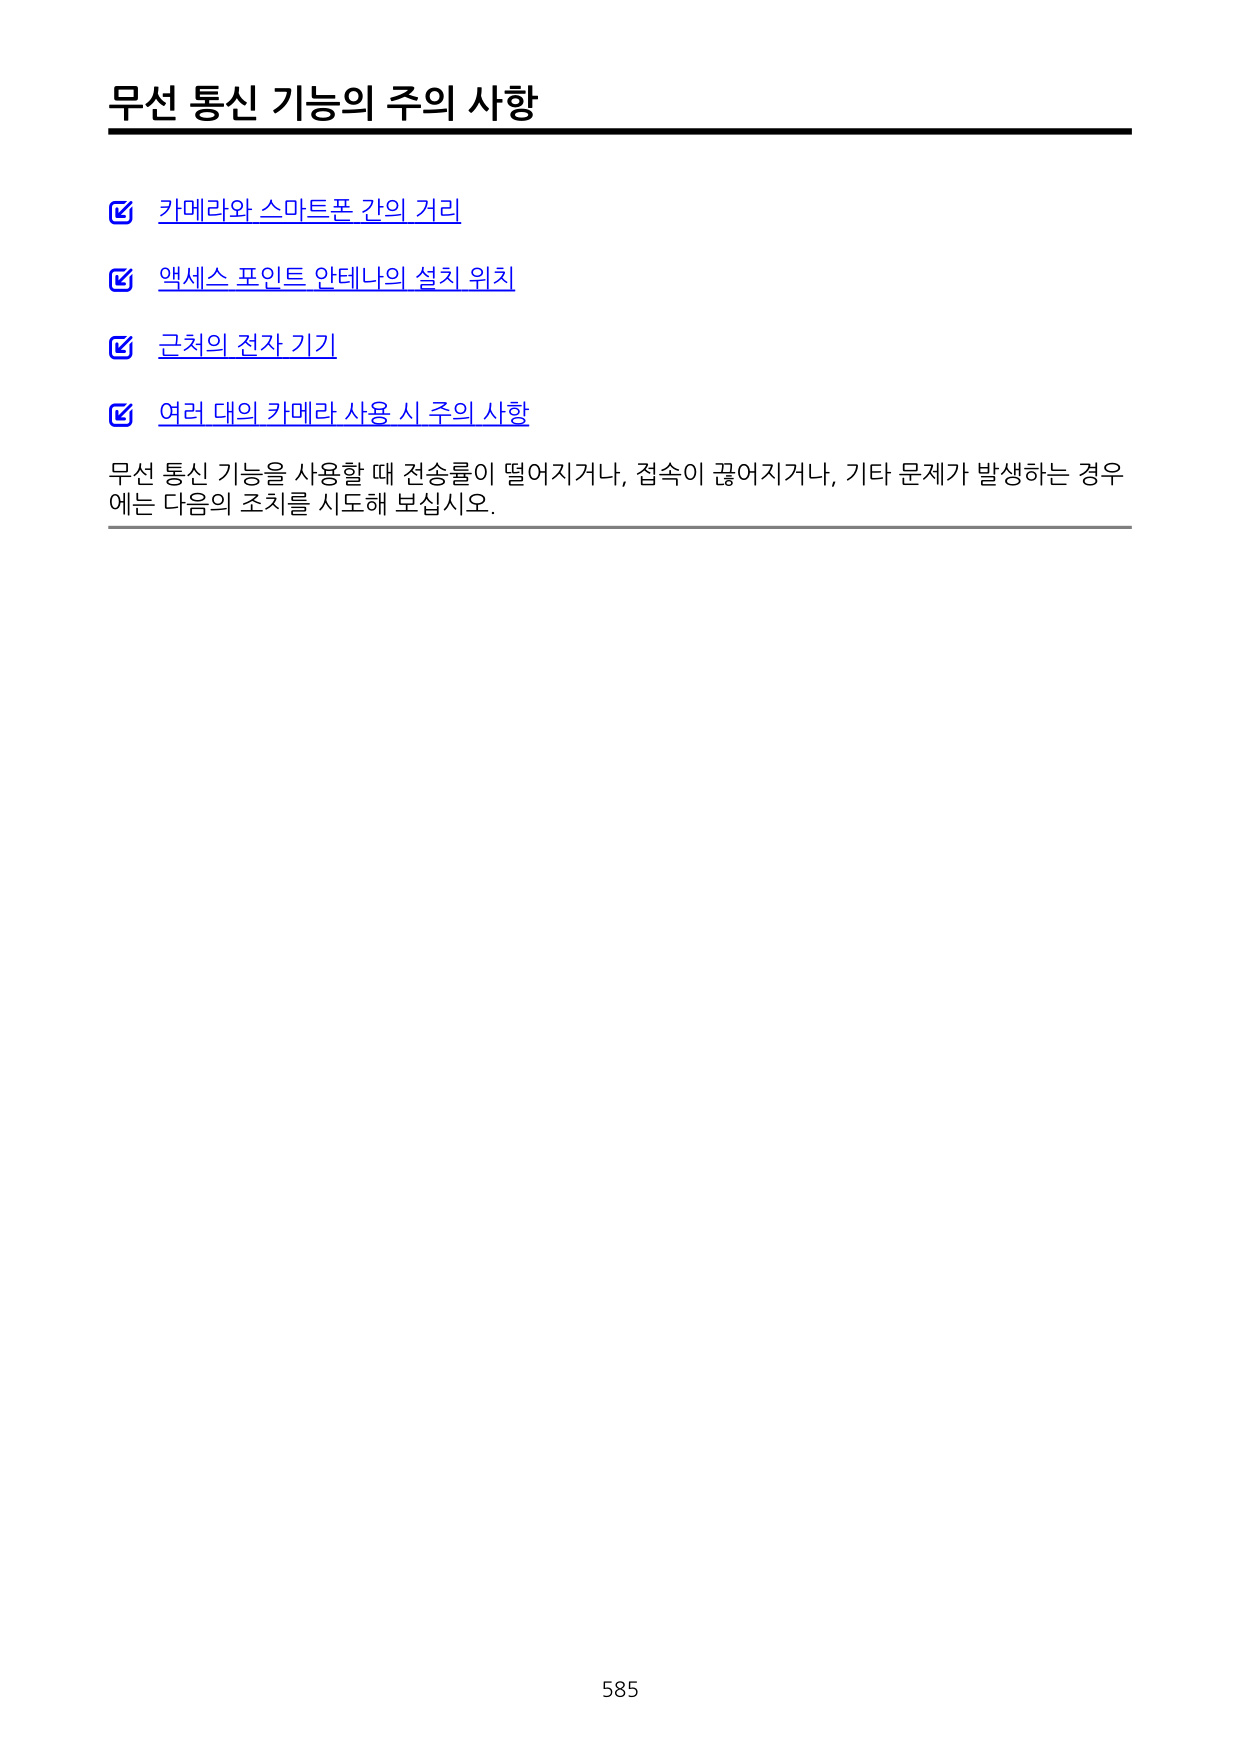 무선 통신 기능의 주의 사항
카메라와 스마트폰 간의 거리
액세스 포인트 안테나의 설치 위치
근처의 전자 기기
여러 대의 카메라 사용 시 주의 사항
무선 통신 기능을 사용할 때 전송률이 떨어지거나, 접속이 끊어지거나, 기타 문제가 발생하는 경우
에는 다음의 조치를 시도해 보십시오.
585